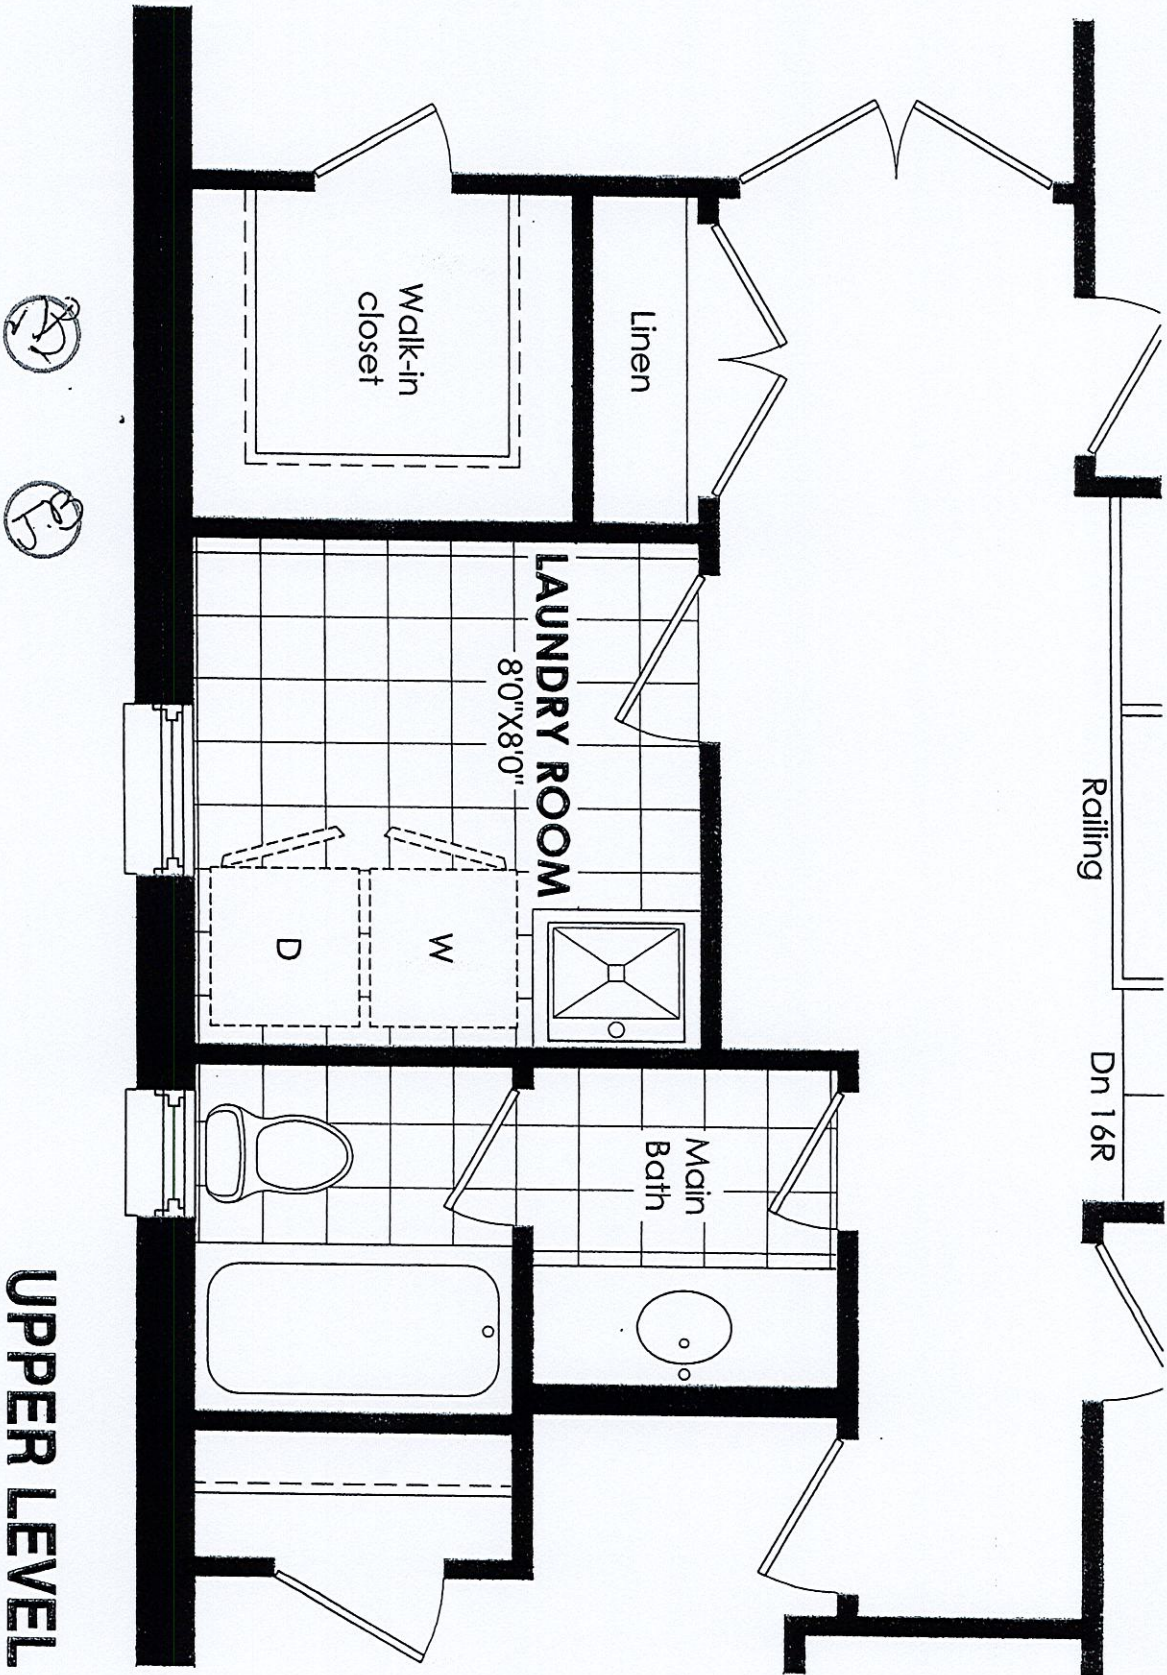 Railing
Dn 16R
Linen
Walk-in
closet
LAUNDRY ROOM
8'0"X8'0"
W
D
Main
Bath
J.B
UPPER LEVEL